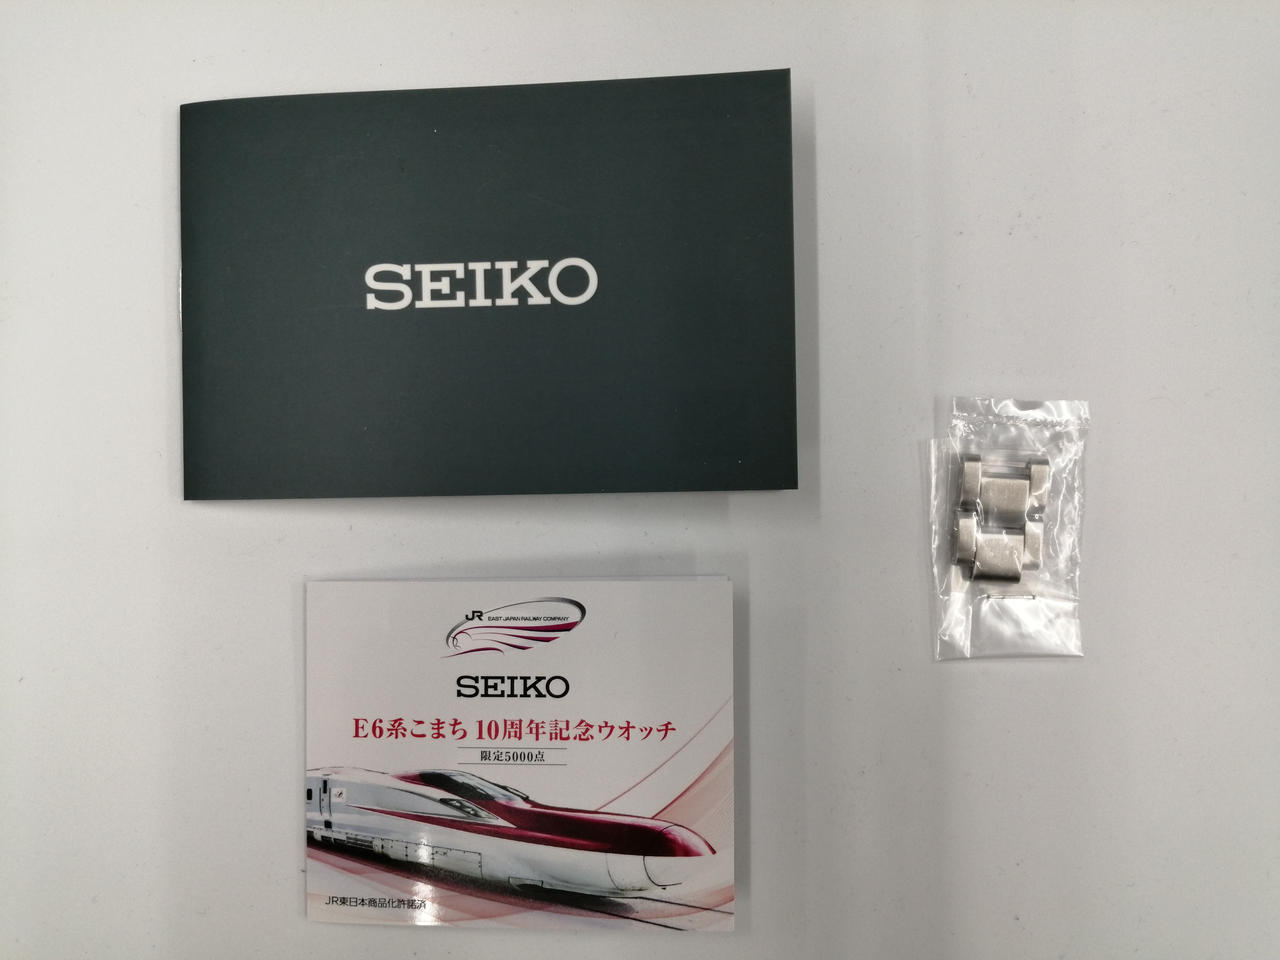 SEIKO
JR EAST JAPAN RAILWAY COMPANY
SEIKO
E6系こまち 10周年記念ウオッチ
限定5000点
JR東日本商品化許諾済